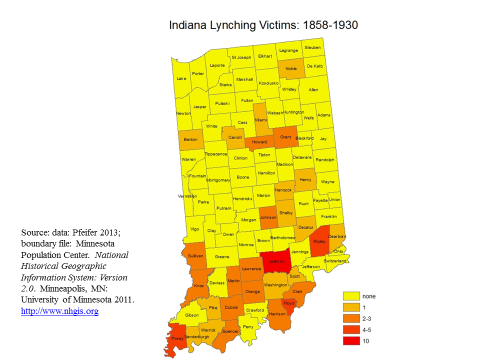 Indiana Lynching Victims: 1858-1930
Steuben
Lagrange
Elkhart
St Joseph
Laporte
Porter
Lake
Noble
De Kalb
Starke
Marshall
Kosciusko
Whitley
Allen
Jasper
Newton
Pulaski
Fulton
White
Cass
Miami
Wabash
Huntington
Wells
Adams
Benton
Carroll
Howard
Grant
Blackford
Jay
Warren
Tippecanoe
Clinton
Tipton
Madison
Delaware
Randolph
Fountain
Montgomery
Boone
Hamilton
Henry
Wayne
Vermillion
Parke
Putnam
Hendricks
Marion
Hancock
Rush
Fayette
Union
Vigo
Clay
Owen
Morgan
Johnson
Shelby
Franklin
Decatur
Sullivan
Greene
Monroe
Brown
Bartholomew
Jennings
Ripley
Dearborn
Ohio
Switzerland
Jefferson
Knox
Daviess
Martin
Lawrence
Jackson
Washington
Scott
Clark
Orange
Floyd
Harrison
Crawford
Gibson
Pike
Dubois
Perry
Posey
Vanderburgh
Warrick
Spencer
Source: data: Pfeifer 2013;
boundary file: Minnesota
Population Center. National
Historical Geographic
Information System: Version
2.0. Minneapolis, MN:
University of Minnesota 2011.
http://www.nhgis.org
none
1
2-3
4-5
10